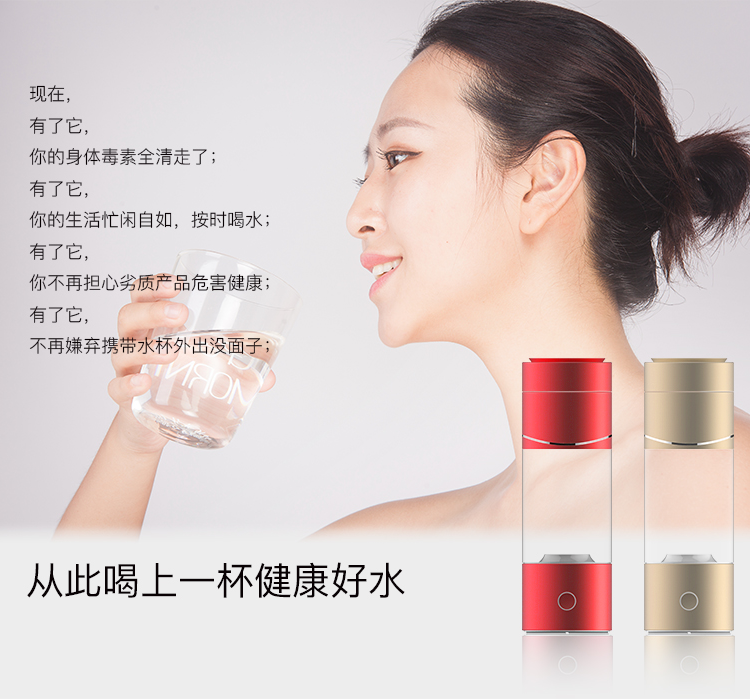 现在，
有了它，
你的身体毒素全清走了；
有了它，
你的生活忙闲自如，按时喝水；
有了它，
你不再担心劣质产品危害健康；
有了它，
不再嫌弃携带水杯外出没面子；
从此喝上一杯健康好水